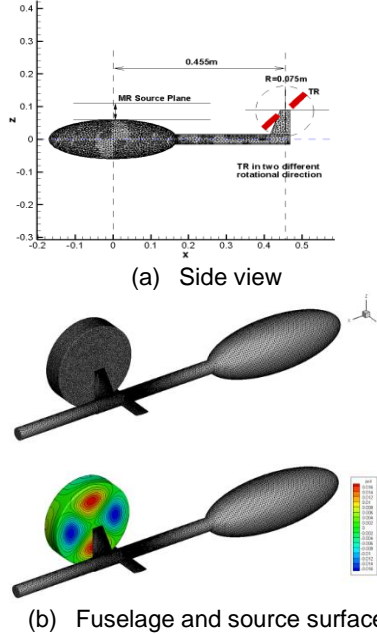 0.4
0.3
0.2
0.1
0
-0.1
-0.2
-0.3
z
0.455m
R=0.075m
TR
MR Source Plane
TR in two different
rotational direction
-0.2 -0.1 0 0.1 0.2 0.3 0.4 0.5 0.6
x
(a) Side view
(b) Fuselage and source surface